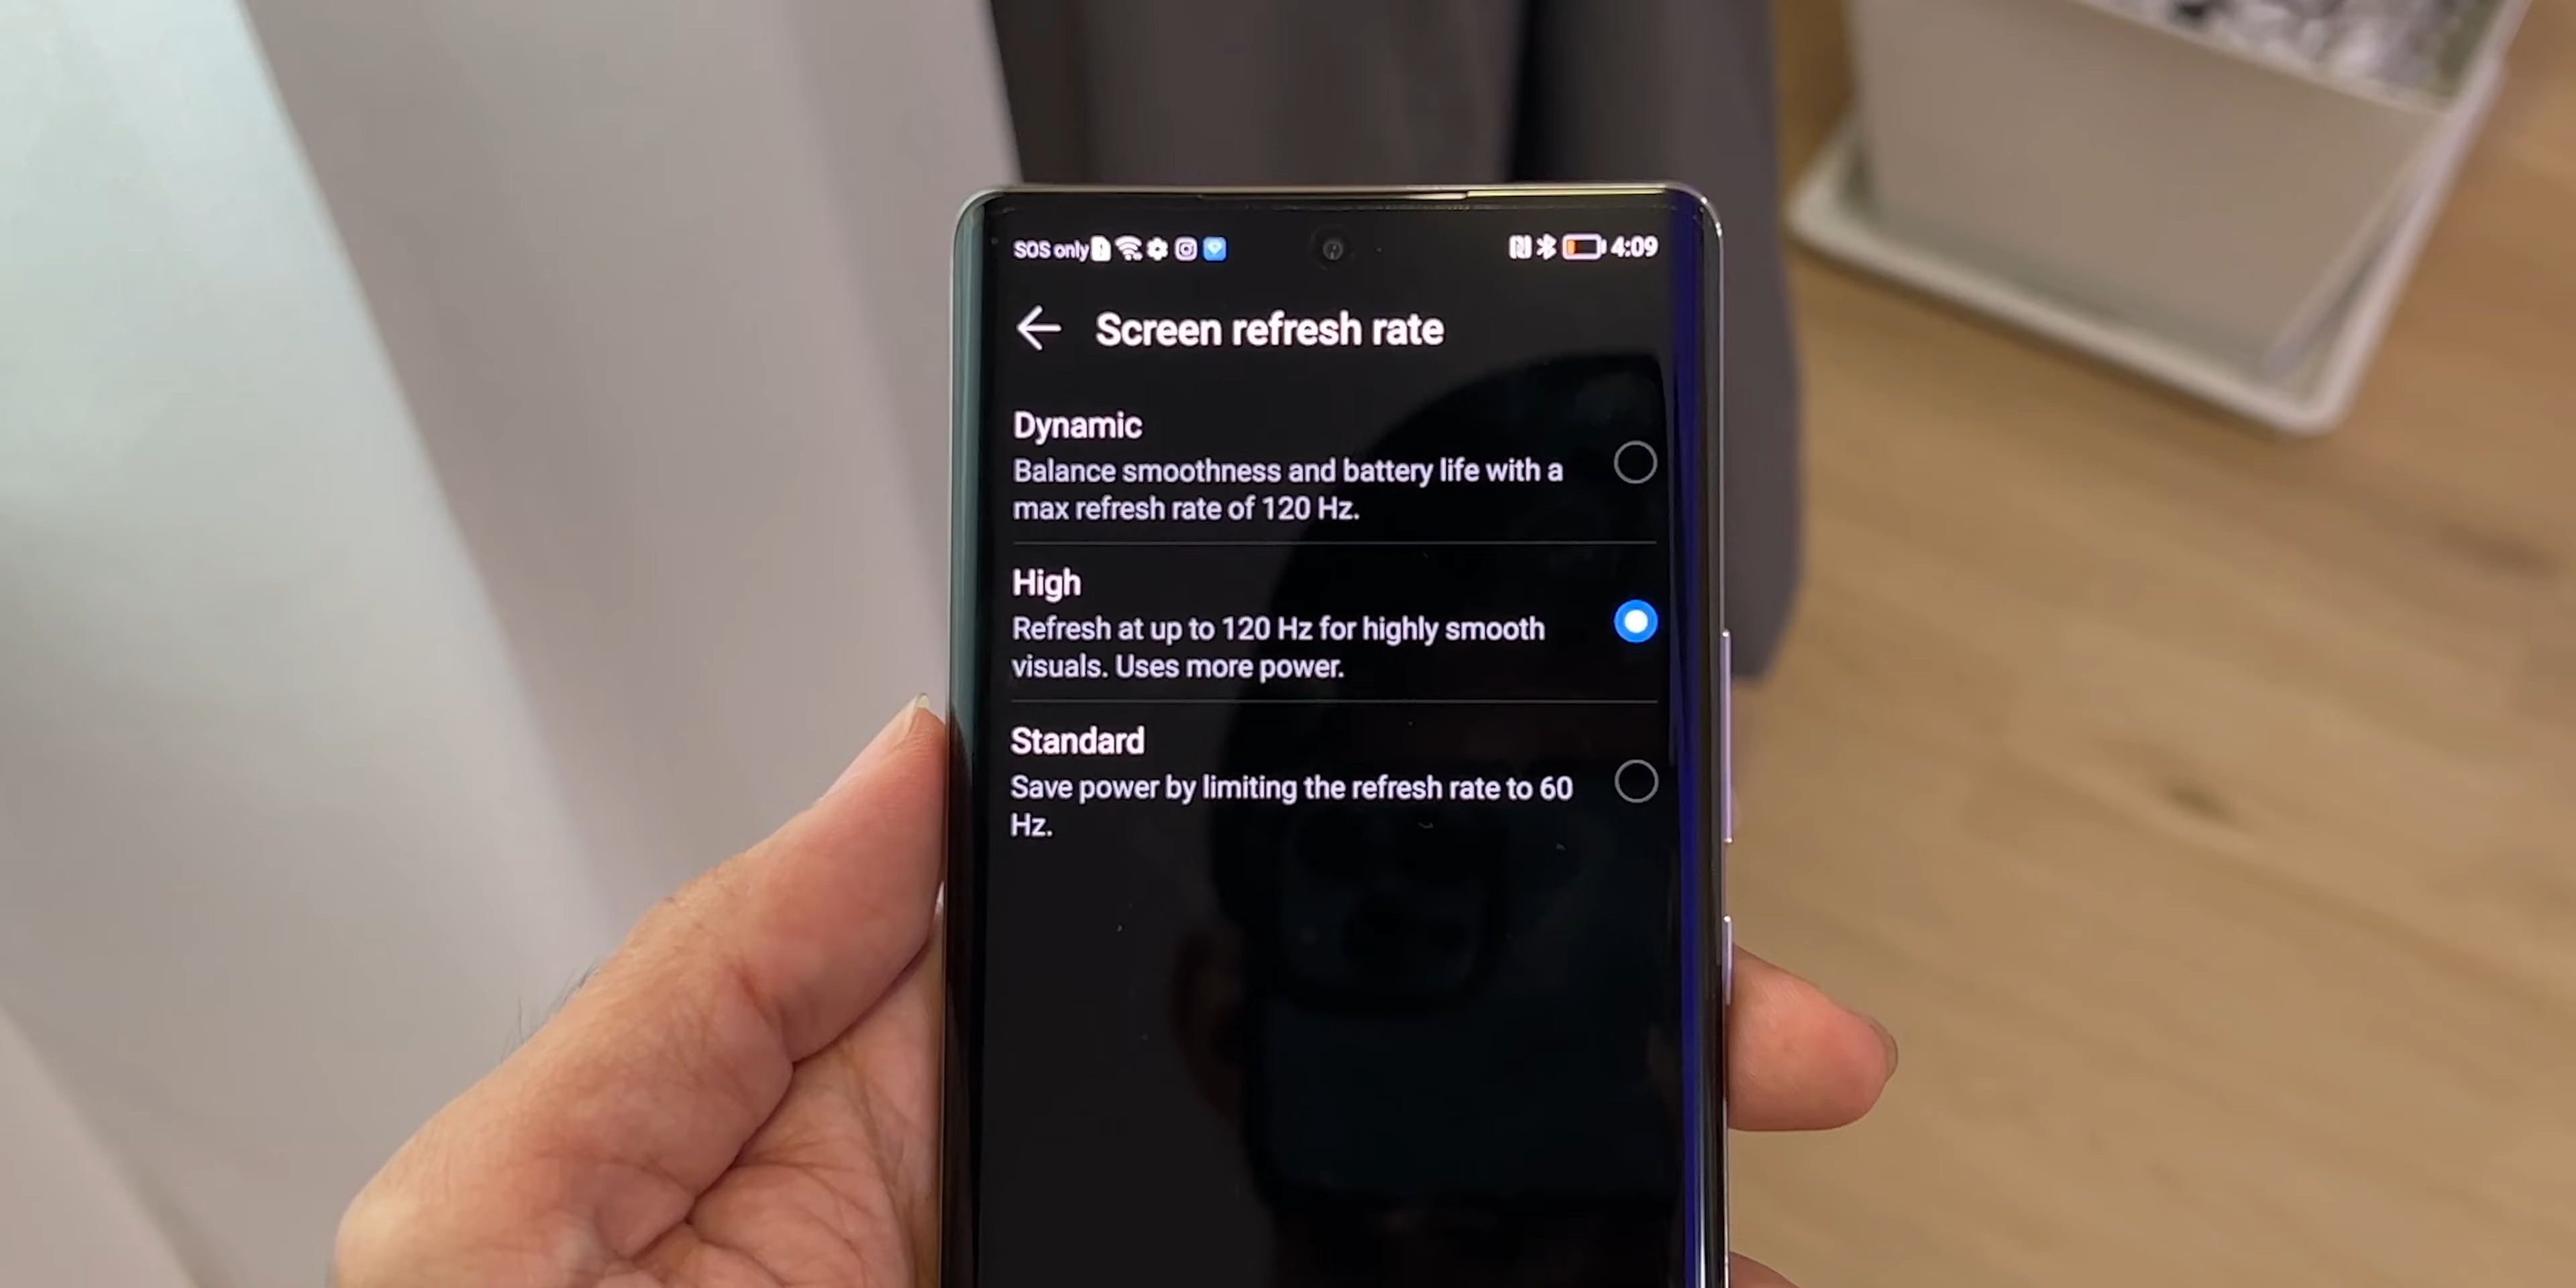 SOS only 4:09
Screen refresh rate
Dynamic
Balance smoothness and battery life with a
max refresh rate of 120 Hz.
High
Refresh at up to 120 Hz for highly smooth
visuals. Uses more power.
Standard
Save power by limiting the refresh rate to 60
Hz.